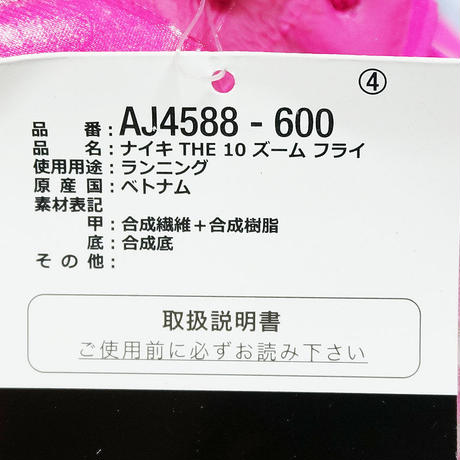 ④
品番：AJ4588 - 600
品名：ナイキ THE 10 ズーム フライ
使用用途：ランニング
原産国：ベトナム
素材表記
甲：合成繊維＋合成樹脂
底：合成底
その他：
取扱説明書
ご使用前に必ずお読み下さい